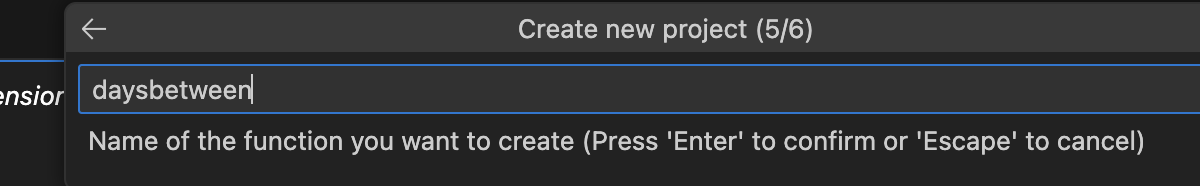 Create new project (5/6)
daysbetween
ension
Name of the function you want to create (Press 'Enter' to confirm or 'Escape' to cancel)